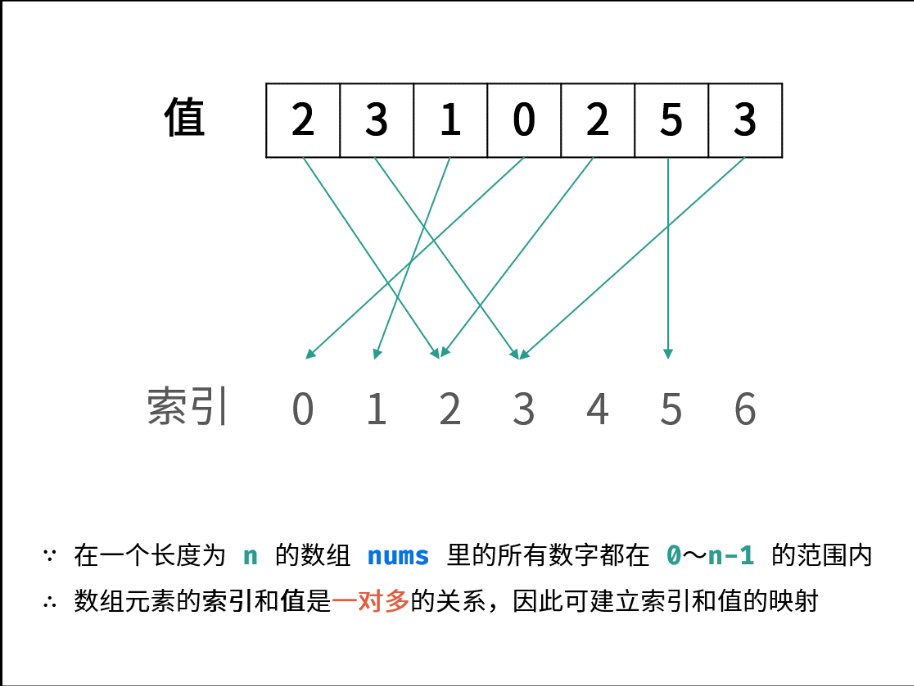 值 2 3 1 0 2 5 3
索引 0 1 2 3 4 5 6
∵ 在一个长度为 n 的数组 nums 里的所有数字都在 0～n-1 的范围内
∴ 数组元素的索引和值是一对多的关系，因此可建立索引和值的映射